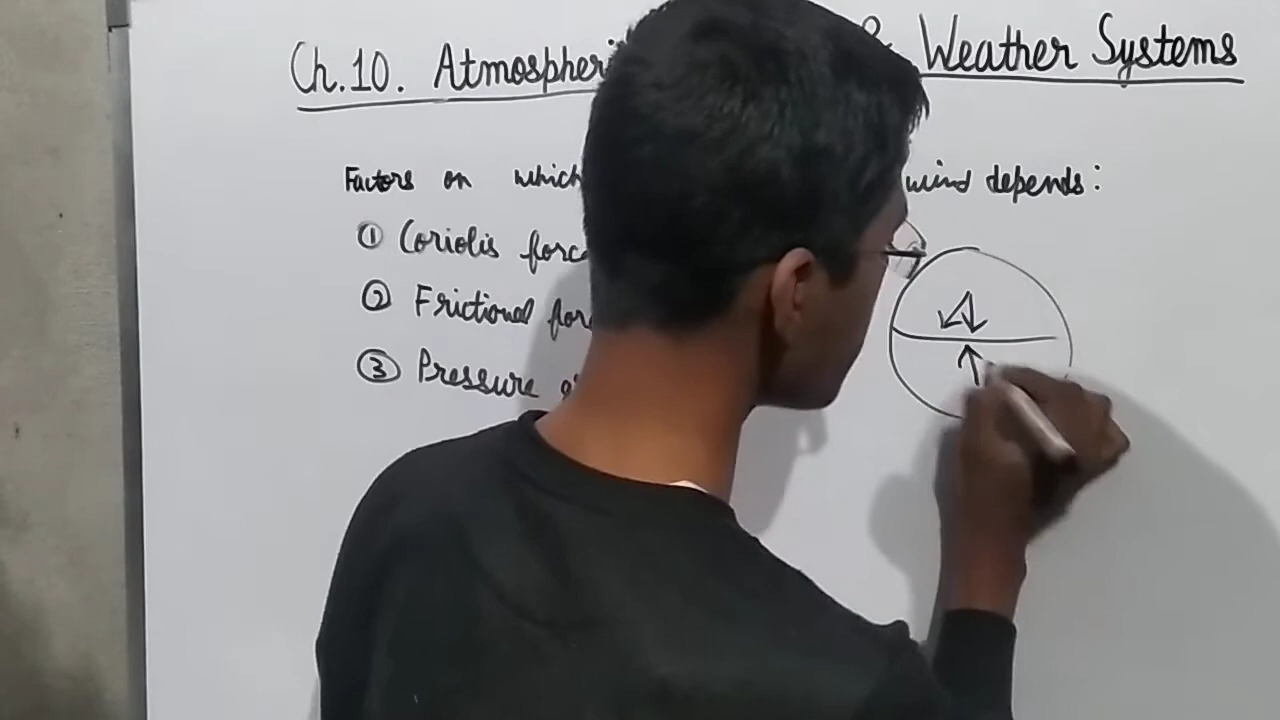 Ch.10. Atmospheri & Weather Systems
Factors on which wind depends:
① Coriolis forc
② Frictional for
③ Pressure